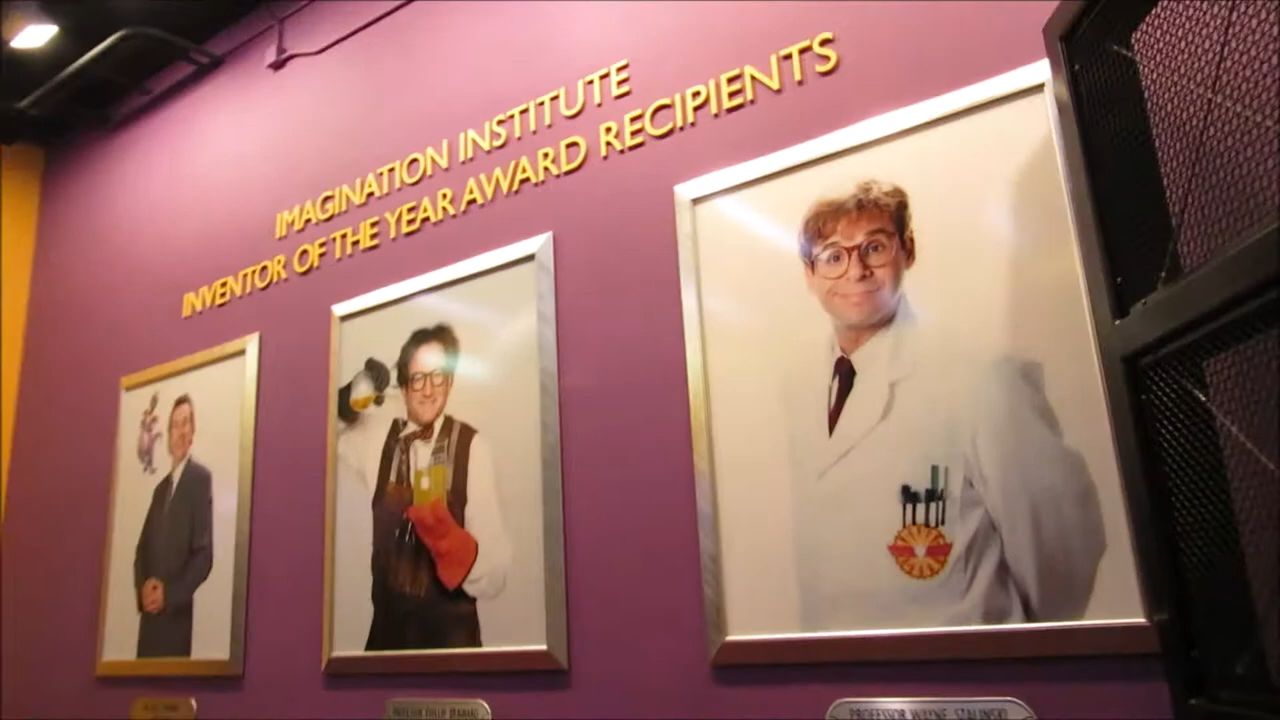 IMAGINATION INSTITUTE
INVENTOR OF THE YEAR AWARD RECIPIENTS
PROFESSOR WAYNE SZALINSKI